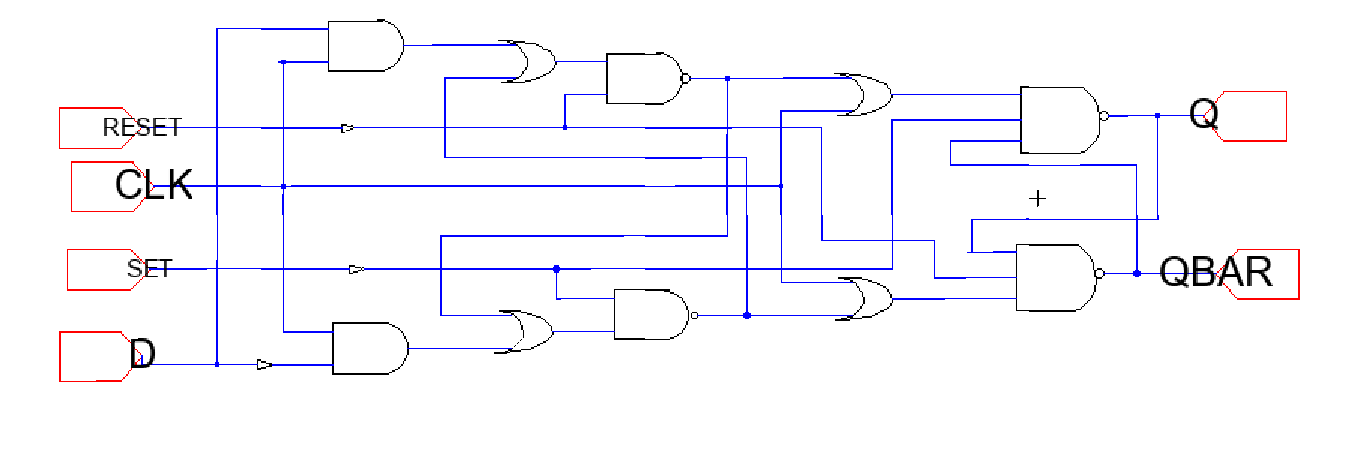 RESET
CLK
SET
D
Q
QBAR